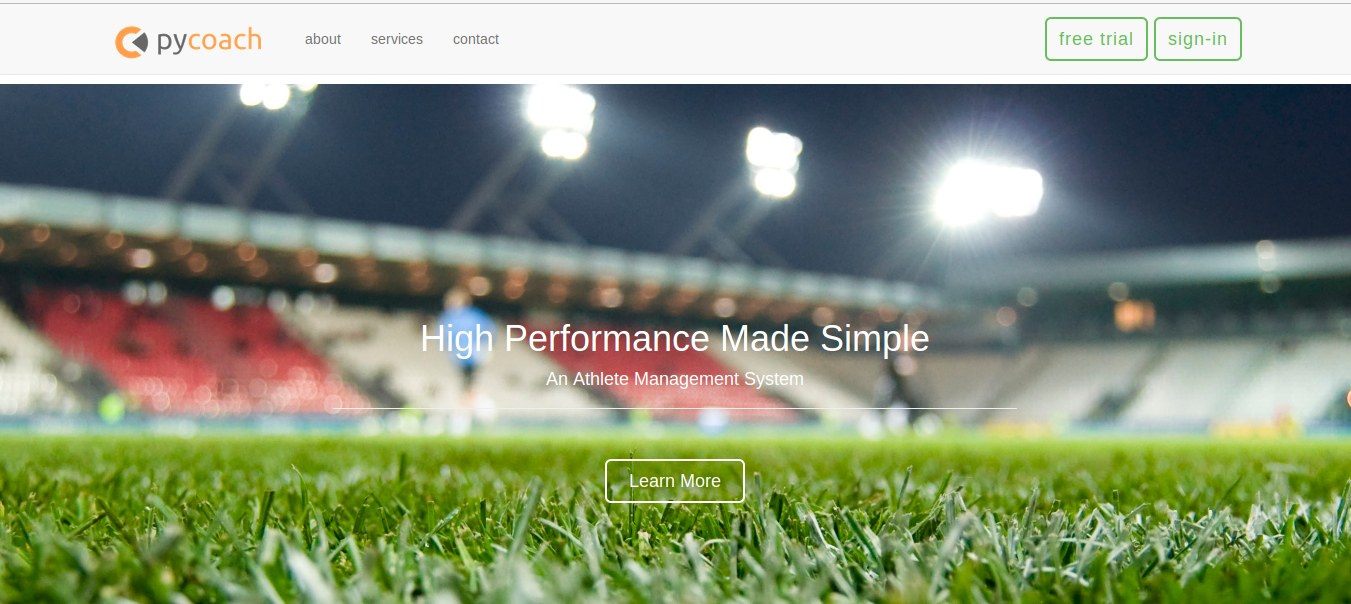 pycoach
about
services
contact
free trial
sign-in
High Performance Made Simple
An Athlete Management System
Learn More